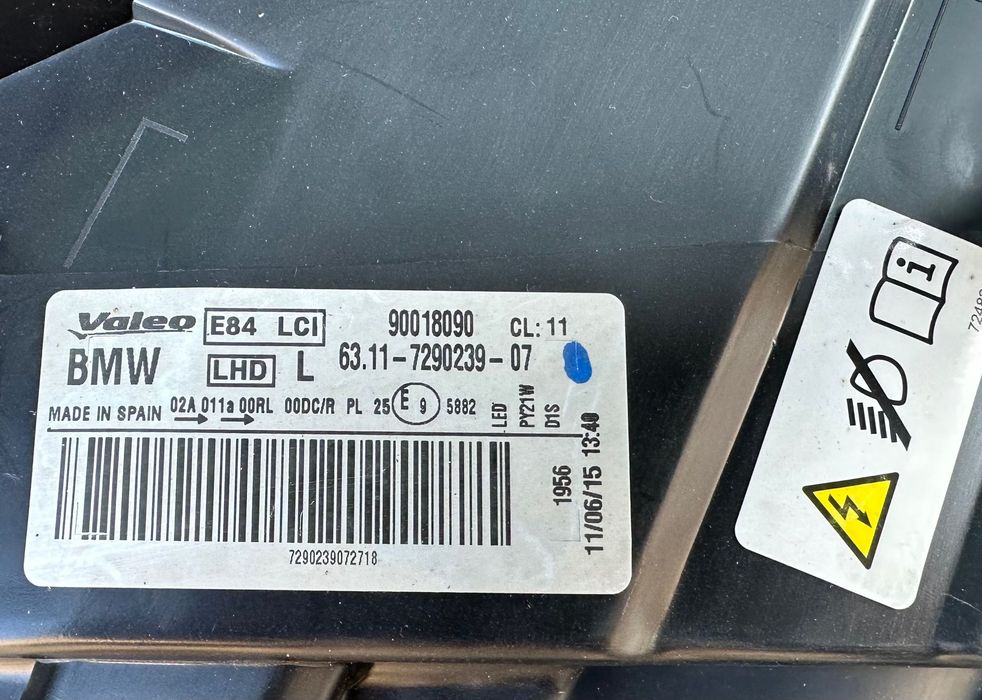 Valeo E84 LCI 90018090 CL: 11
BMW LHD L 63.11-7290239-07
MADE IN SPAIN 02A 011a 00RL 00DC/R PL 25 E 9 5882
LED
PY21W
D1S
1956
11/06/15 13:40
7290239072718
i